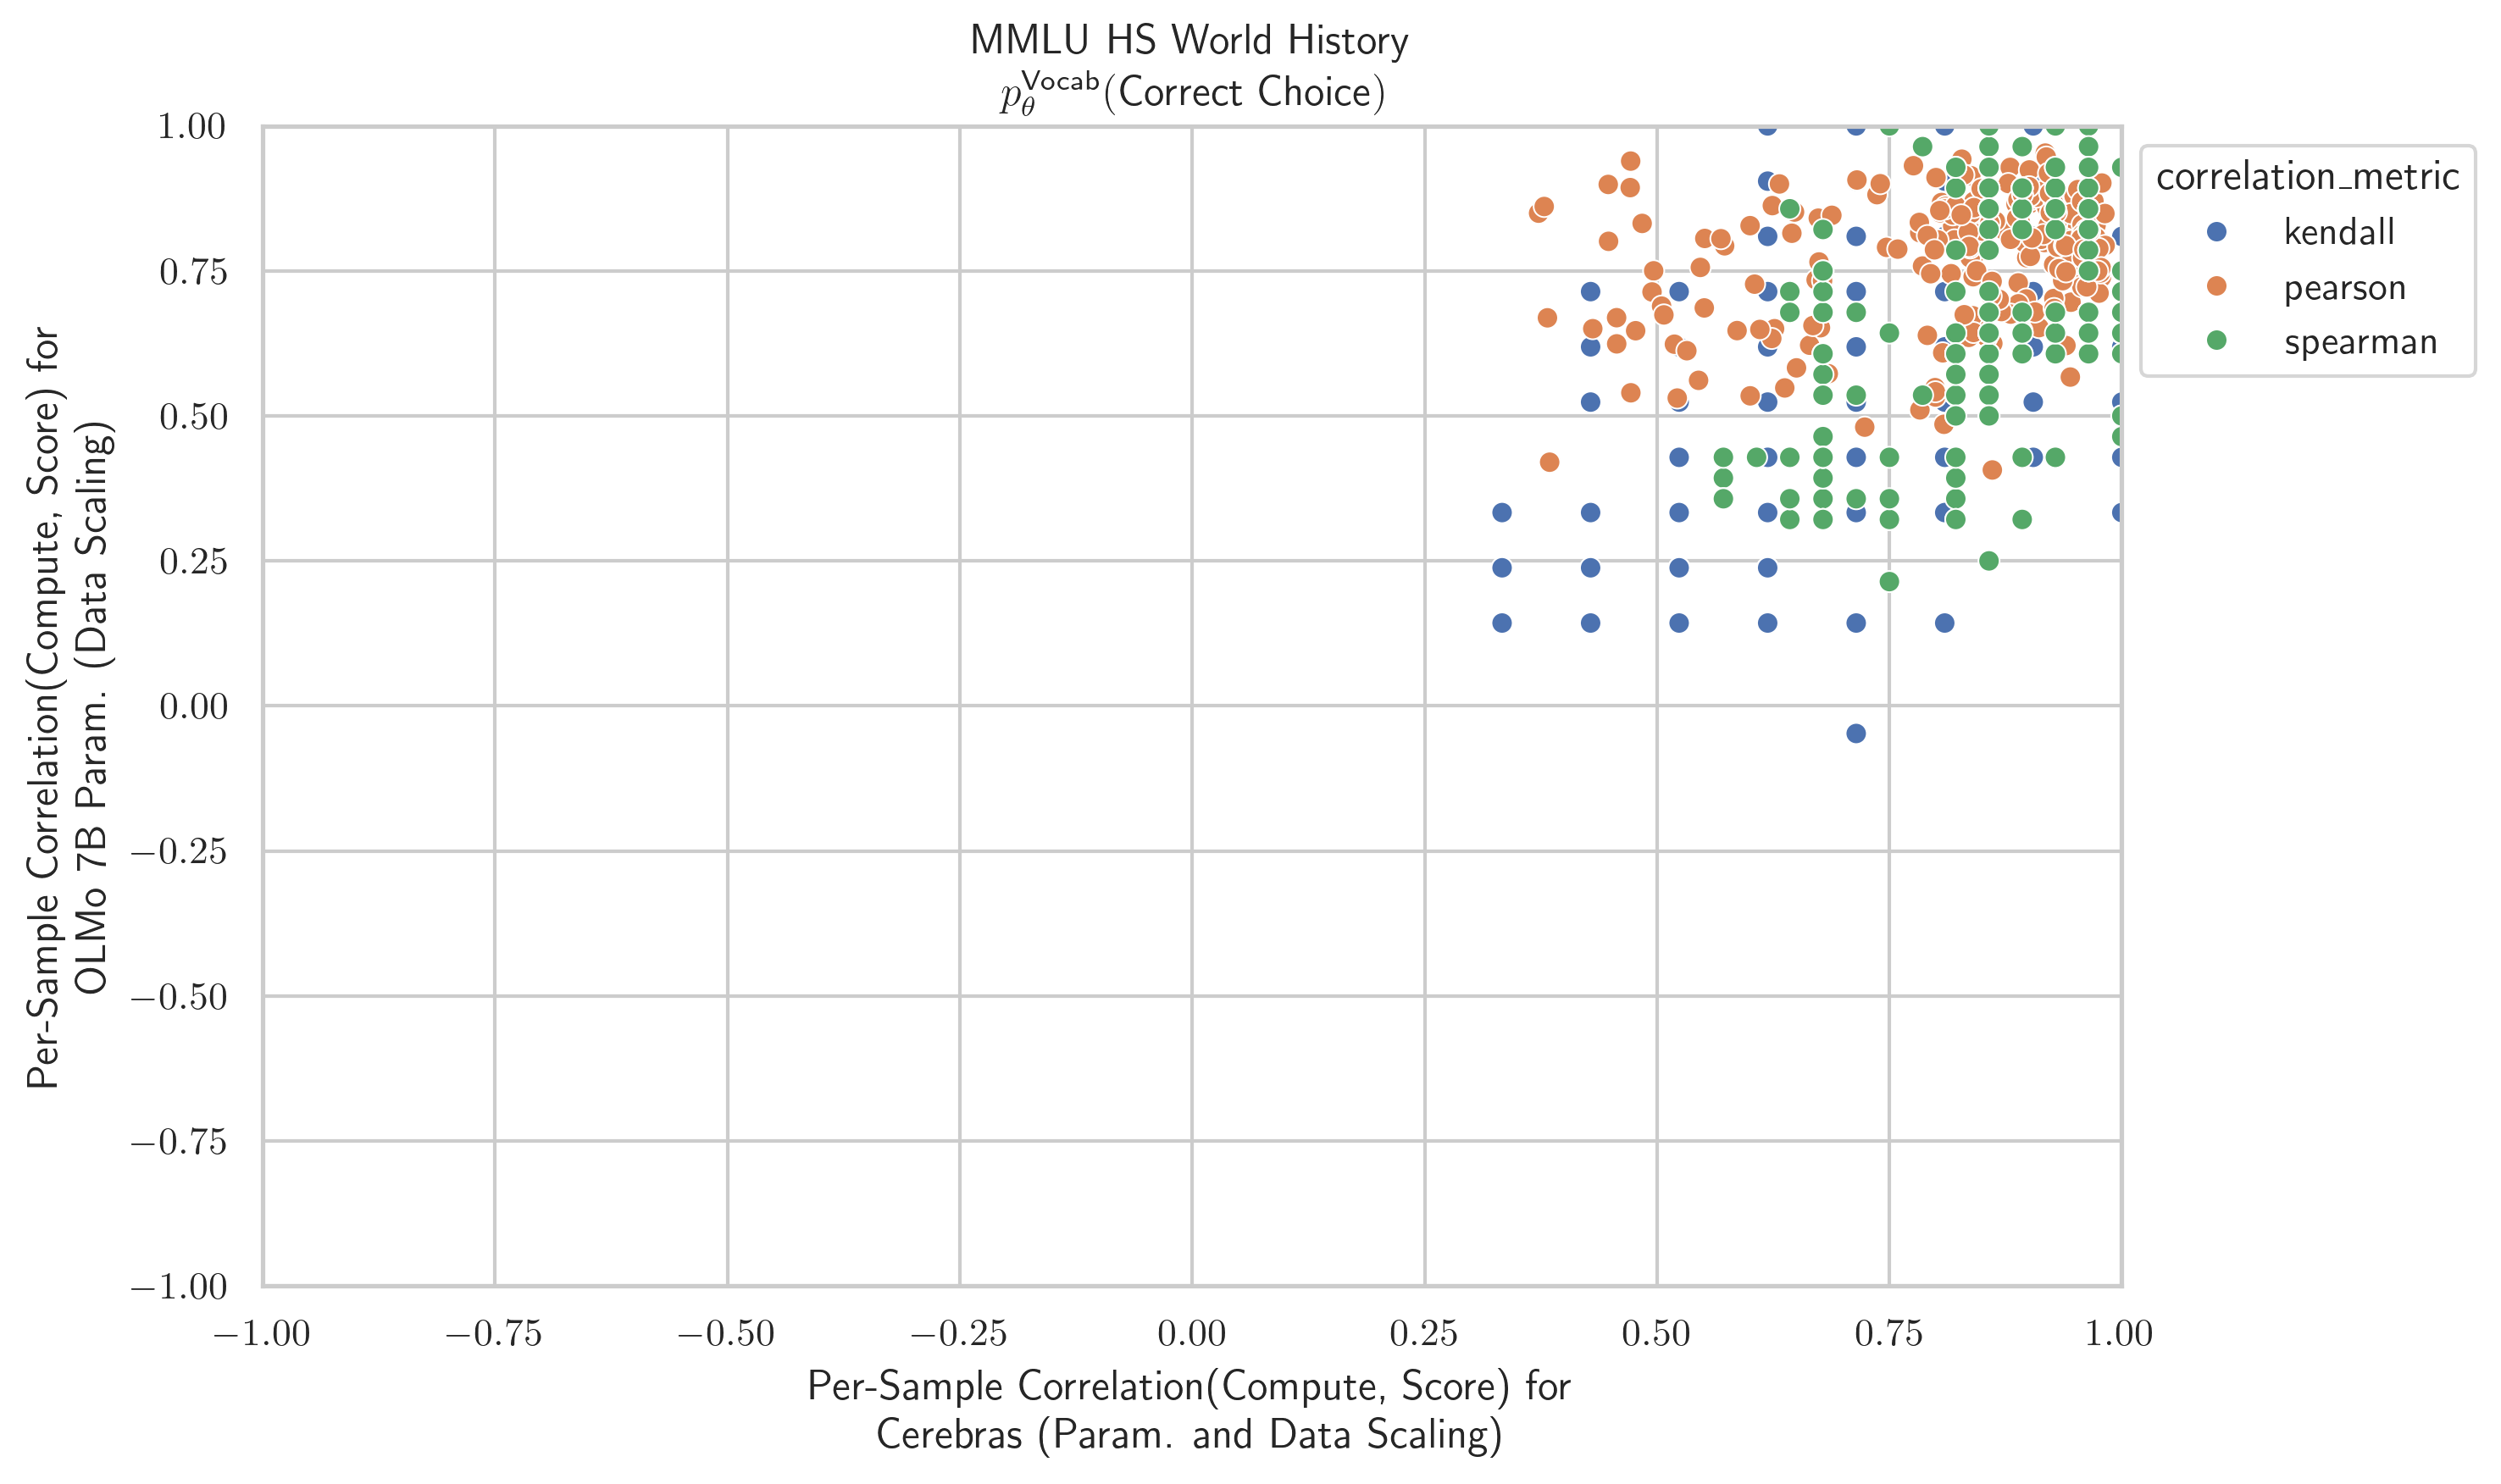 MMLU HS World History
p_θ^Vocab(Correct Choice)
1.00
0.75
0.50
0.25
0.00
−0.25
−0.50
−0.75
−1.00
Per-Sample Correlation(Compute, Score) for
OLMo 7B Param. (Data Scaling)
correlation_metric
kendall
pearson
spearman
−1.00 −0.75 −0.50 −0.25 0.00 0.25 0.50 0.75 1.00
Per-Sample Correlation(Compute, Score) for
Cerebras (Param. and Data Scaling)